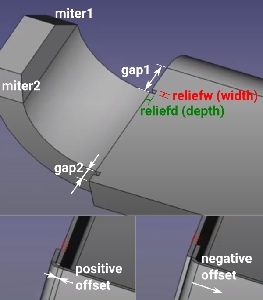 miter1
gap1
miter2
reliefw (width)
reliefd (depth)
gap2
positive
offset
negative
offset